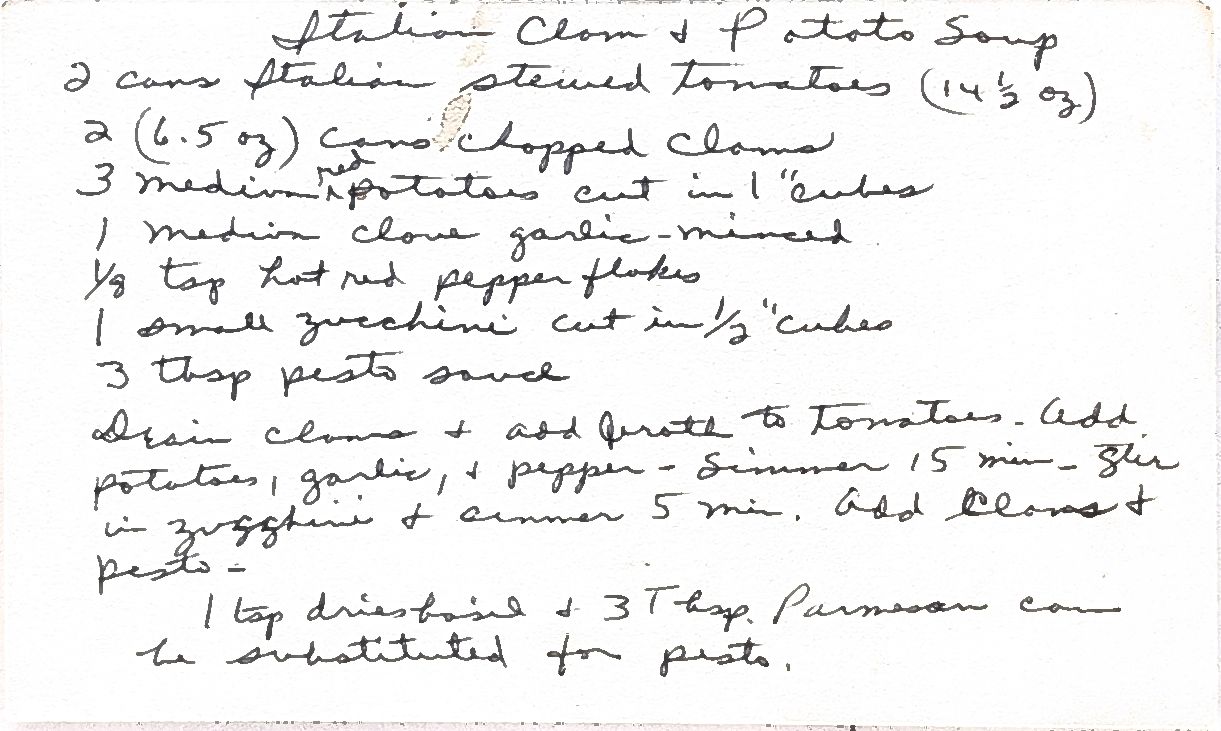 Italian Clam & Potato Soup
2 cans Italian stewed tomatoes (14 1/2 oz)
2 (6.5 oz) cans chopped clams
3 medium red potatoes cut in 1" cubes
1 medium clove garlic - minced
1/8 tsp hot red pepper flakes
1 small zucchini cut in 1/2" cubes
3 tbsp pesto sauce
Drain clams & add broth to tomatoes - Add
potatoes, garlic, & pepper - Simmer 15 min - Stir
in zugghini & simmer 5 min. Add Clams &
pesto -
1 tsp dries basil & 3 Tbsp. Parmesan can
be substituted for pesto.